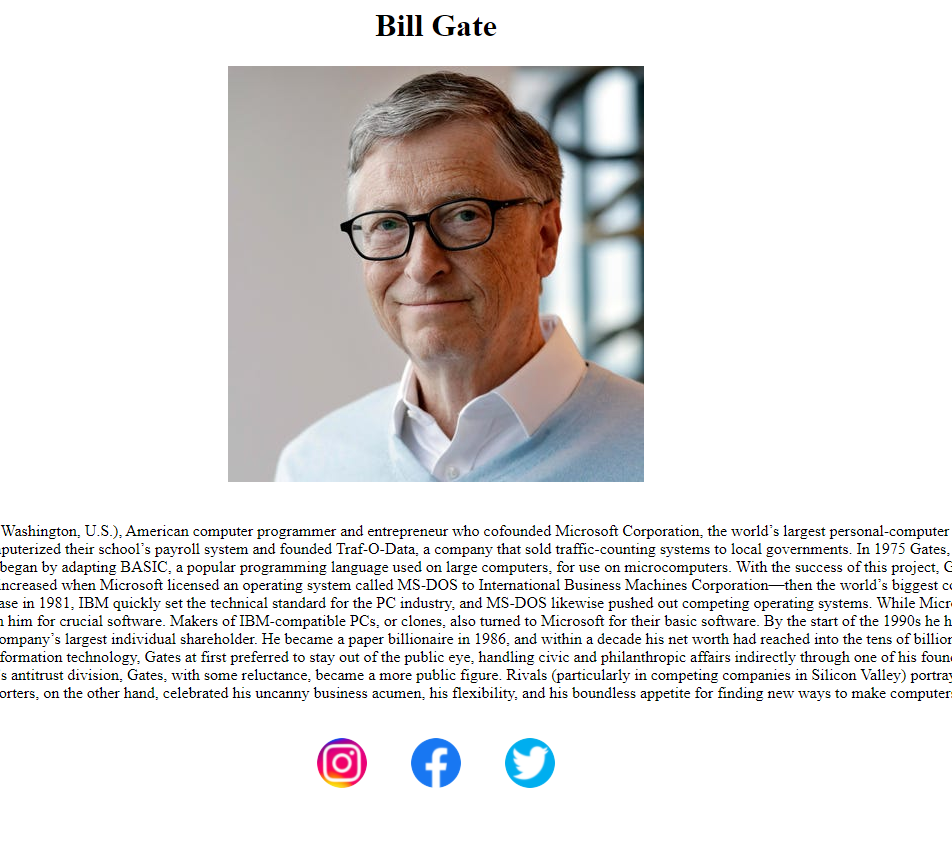 Bill Gate
Washington, U.S.), American computer programmer and entrepreneur who cofounded Microsoft Corporation, the world’s largest personal-computer
puterized their school’s payroll system and founded Traf-O-Data, a company that sold traffic-counting systems to local governments. In 1975 Gates,
began by adapting BASIC, a popular programming language used on large computers, for use on microcomputers. With the success of this project, G
increased when Microsoft licensed an operating system called MS-DOS to International Business Machines Corporation—then the world’s biggest co
ase in 1981, IBM quickly set the technical standard for the PC industry, and MS-DOS likewise pushed out competing operating systems. While Micr
him for crucial software. Makers of IBM-compatible PCs, or clones, also turned to Microsoft for their basic software. By the start of the 1990s he h
ompany’s largest individual shareholder. He became a paper billionaire in 1986, and within a decade his net worth had reached into the tens of billion
formation technology, Gates at first preferred to stay out of the public eye, handling civic and philanthropic affairs indirectly through one of his foun
s antitrust division, Gates, with some reluctance, became a more public figure. Rivals (particularly in competing companies in Silicon Valley) portray
orters, on the other hand, celebrated his uncanny business acumen, his flexibility, and his boundless appetite for finding new ways to make computer